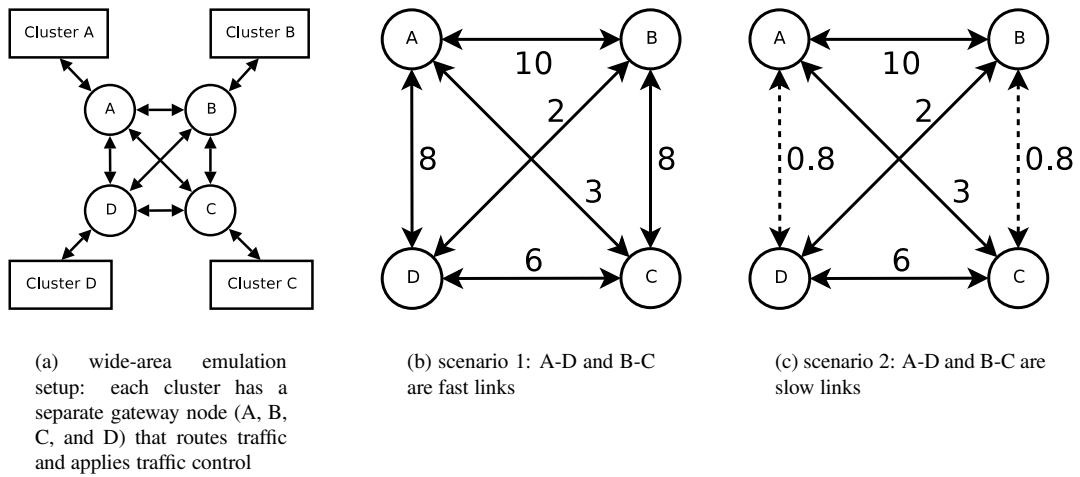 Cluster A
Cluster B
A
B
D
C
Cluster D
Cluster C
(a) wide-area emulation
setup: each cluster has a
separate gateway node (A, B,
C, and D) that routes traffic
and applies traffic control
A
B
10
2
8
8
3
D
6
C
(b) scenario 1: A-D and B-C
are fast links
A
B
10
2
0.8
0.8
3
D
6
C
(c) scenario 2: A-D and B-C are
slow links